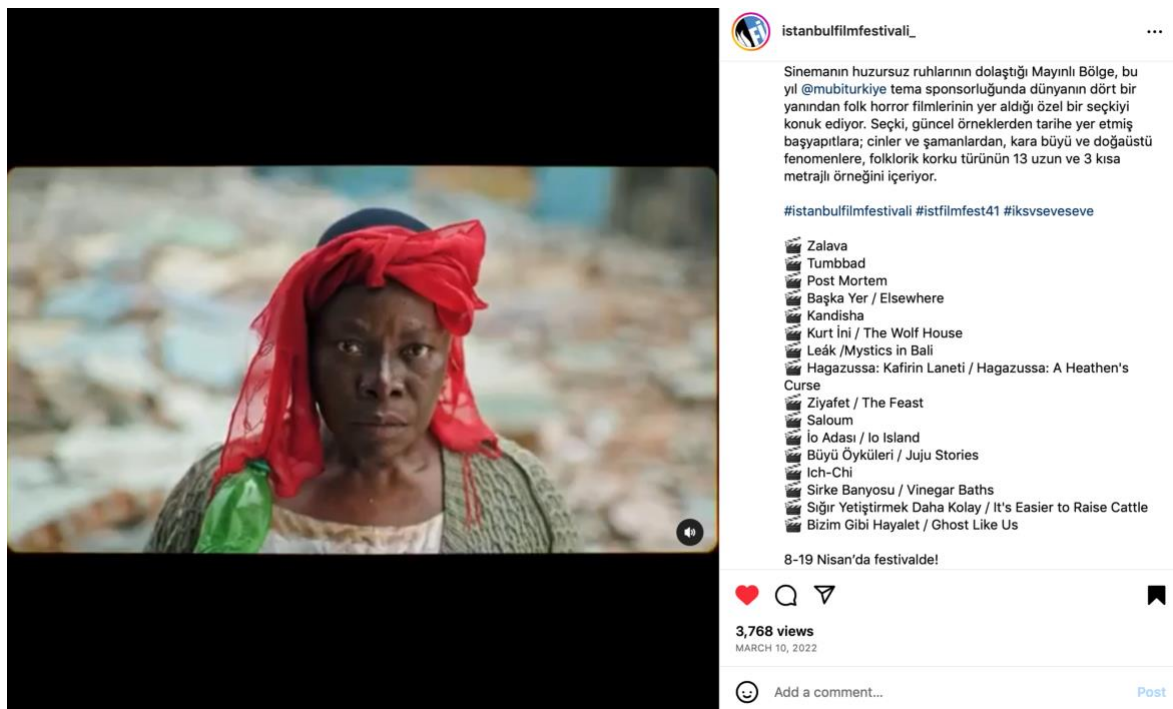 istanbulfilmfestivali_
Sinemanın huzursuz ruhlarının dolaştığı Mayınlı Bölge, bu
yıl @mubiturkiye tema sponsorluğunda dünyanın dört bir
yanından folk horror filmlerinin yer aldığı özel bir seçkiyi
konuk ediyor. Seçki, güncel örneklerden tarihe yer etmiş
başyapıtlara; cinler ve şamanlardan, kara büyü ve doğaüstü
fenomenlere, folklorik korku türünün 13 uzun ve 3 kısa
metrajlı örneğini içeriyor.
#istanbulfilmfestivali #istfilmfest41 #iksvseveseve
🎬 Zalava
🎬 Tumbbad
🎬 Post Mortem
🎬 Başka Yer / Elsewhere
🎬 Kandisha
🎬 Kurt İni / The Wolf House
🎬 Leák /Mystics in Bali
🎬 Hagazussa: Kafirin Laneti / Hagazussa: A Heathen's
Curse
🎬 Ziyafet / The Feast
🎬 Saloum
🎬 İo Adası / Io Island
🎬 Büyü Öyküleri / Juju Stories
🎬 Ich-Chi
🎬 Sirke Banyosu / Vinegar Baths
🎬 Sığır Yetiştirmek Daha Kolay / It's Easier to Raise Cattle
🎬 Bizim Gibi Hayalet / Ghost Like Us
8-19 Nisan'da festivalde!
3,768 views
MARCH 10, 2022
Add a comment...
Post